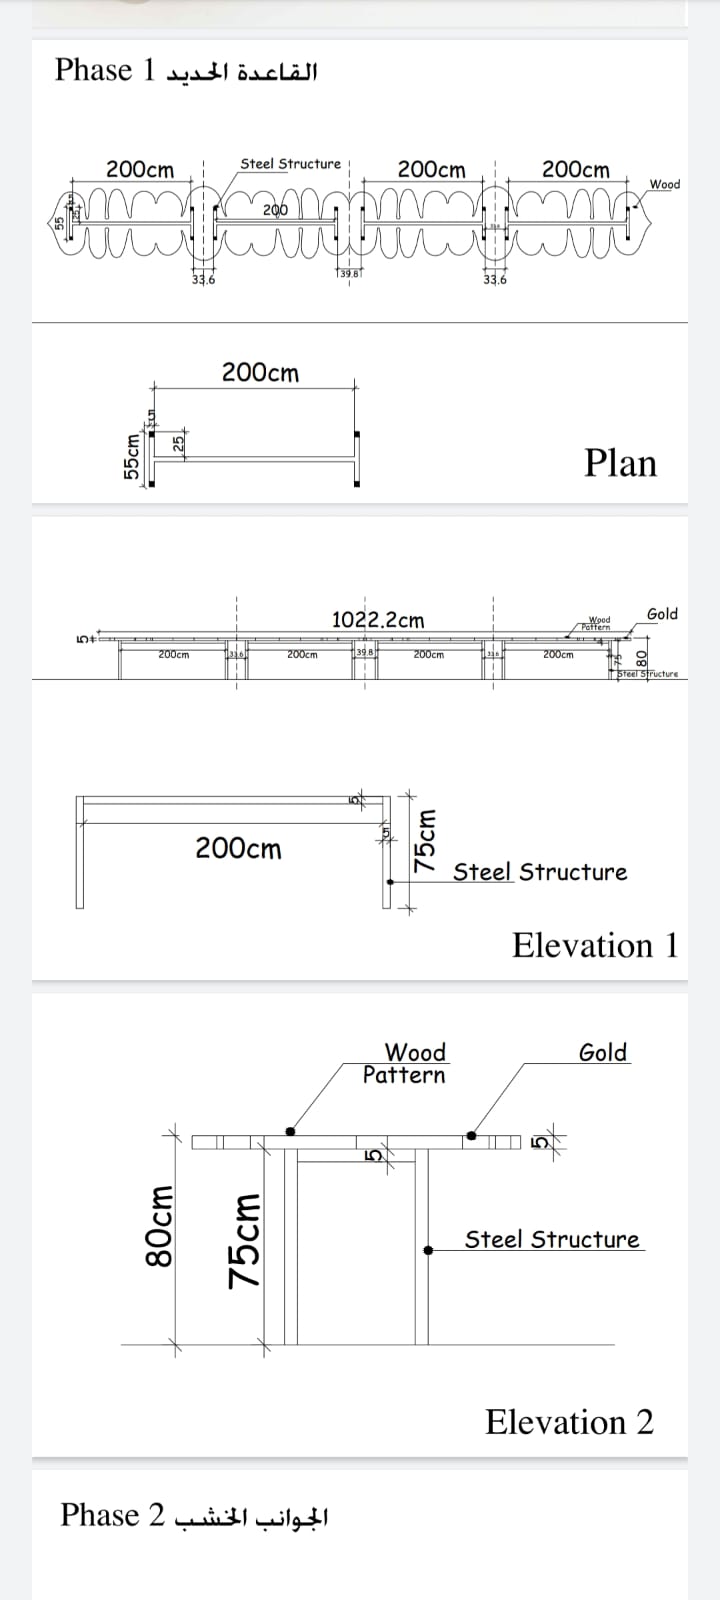 Phase 1 القاعدة الحديد
200cm
Steel Structure
200cm
200cm
Wood
200
55
25
33.6
39.8
33.6
33.6
200cm
5
55cm
25
Plan
1022.2cm
Wood
Pattern
Gold
5
200cm
33.6
200cm
39.8
200cm
33.6
200cm
75
80
Steel Structure
5
5
200cm
75cm
Steel Structure
Elevation 1
Wood
Pattern
Gold
5
5
80cm
75cm
Steel Structure
Elevation 2
Phase 2 الجوانب الخشب